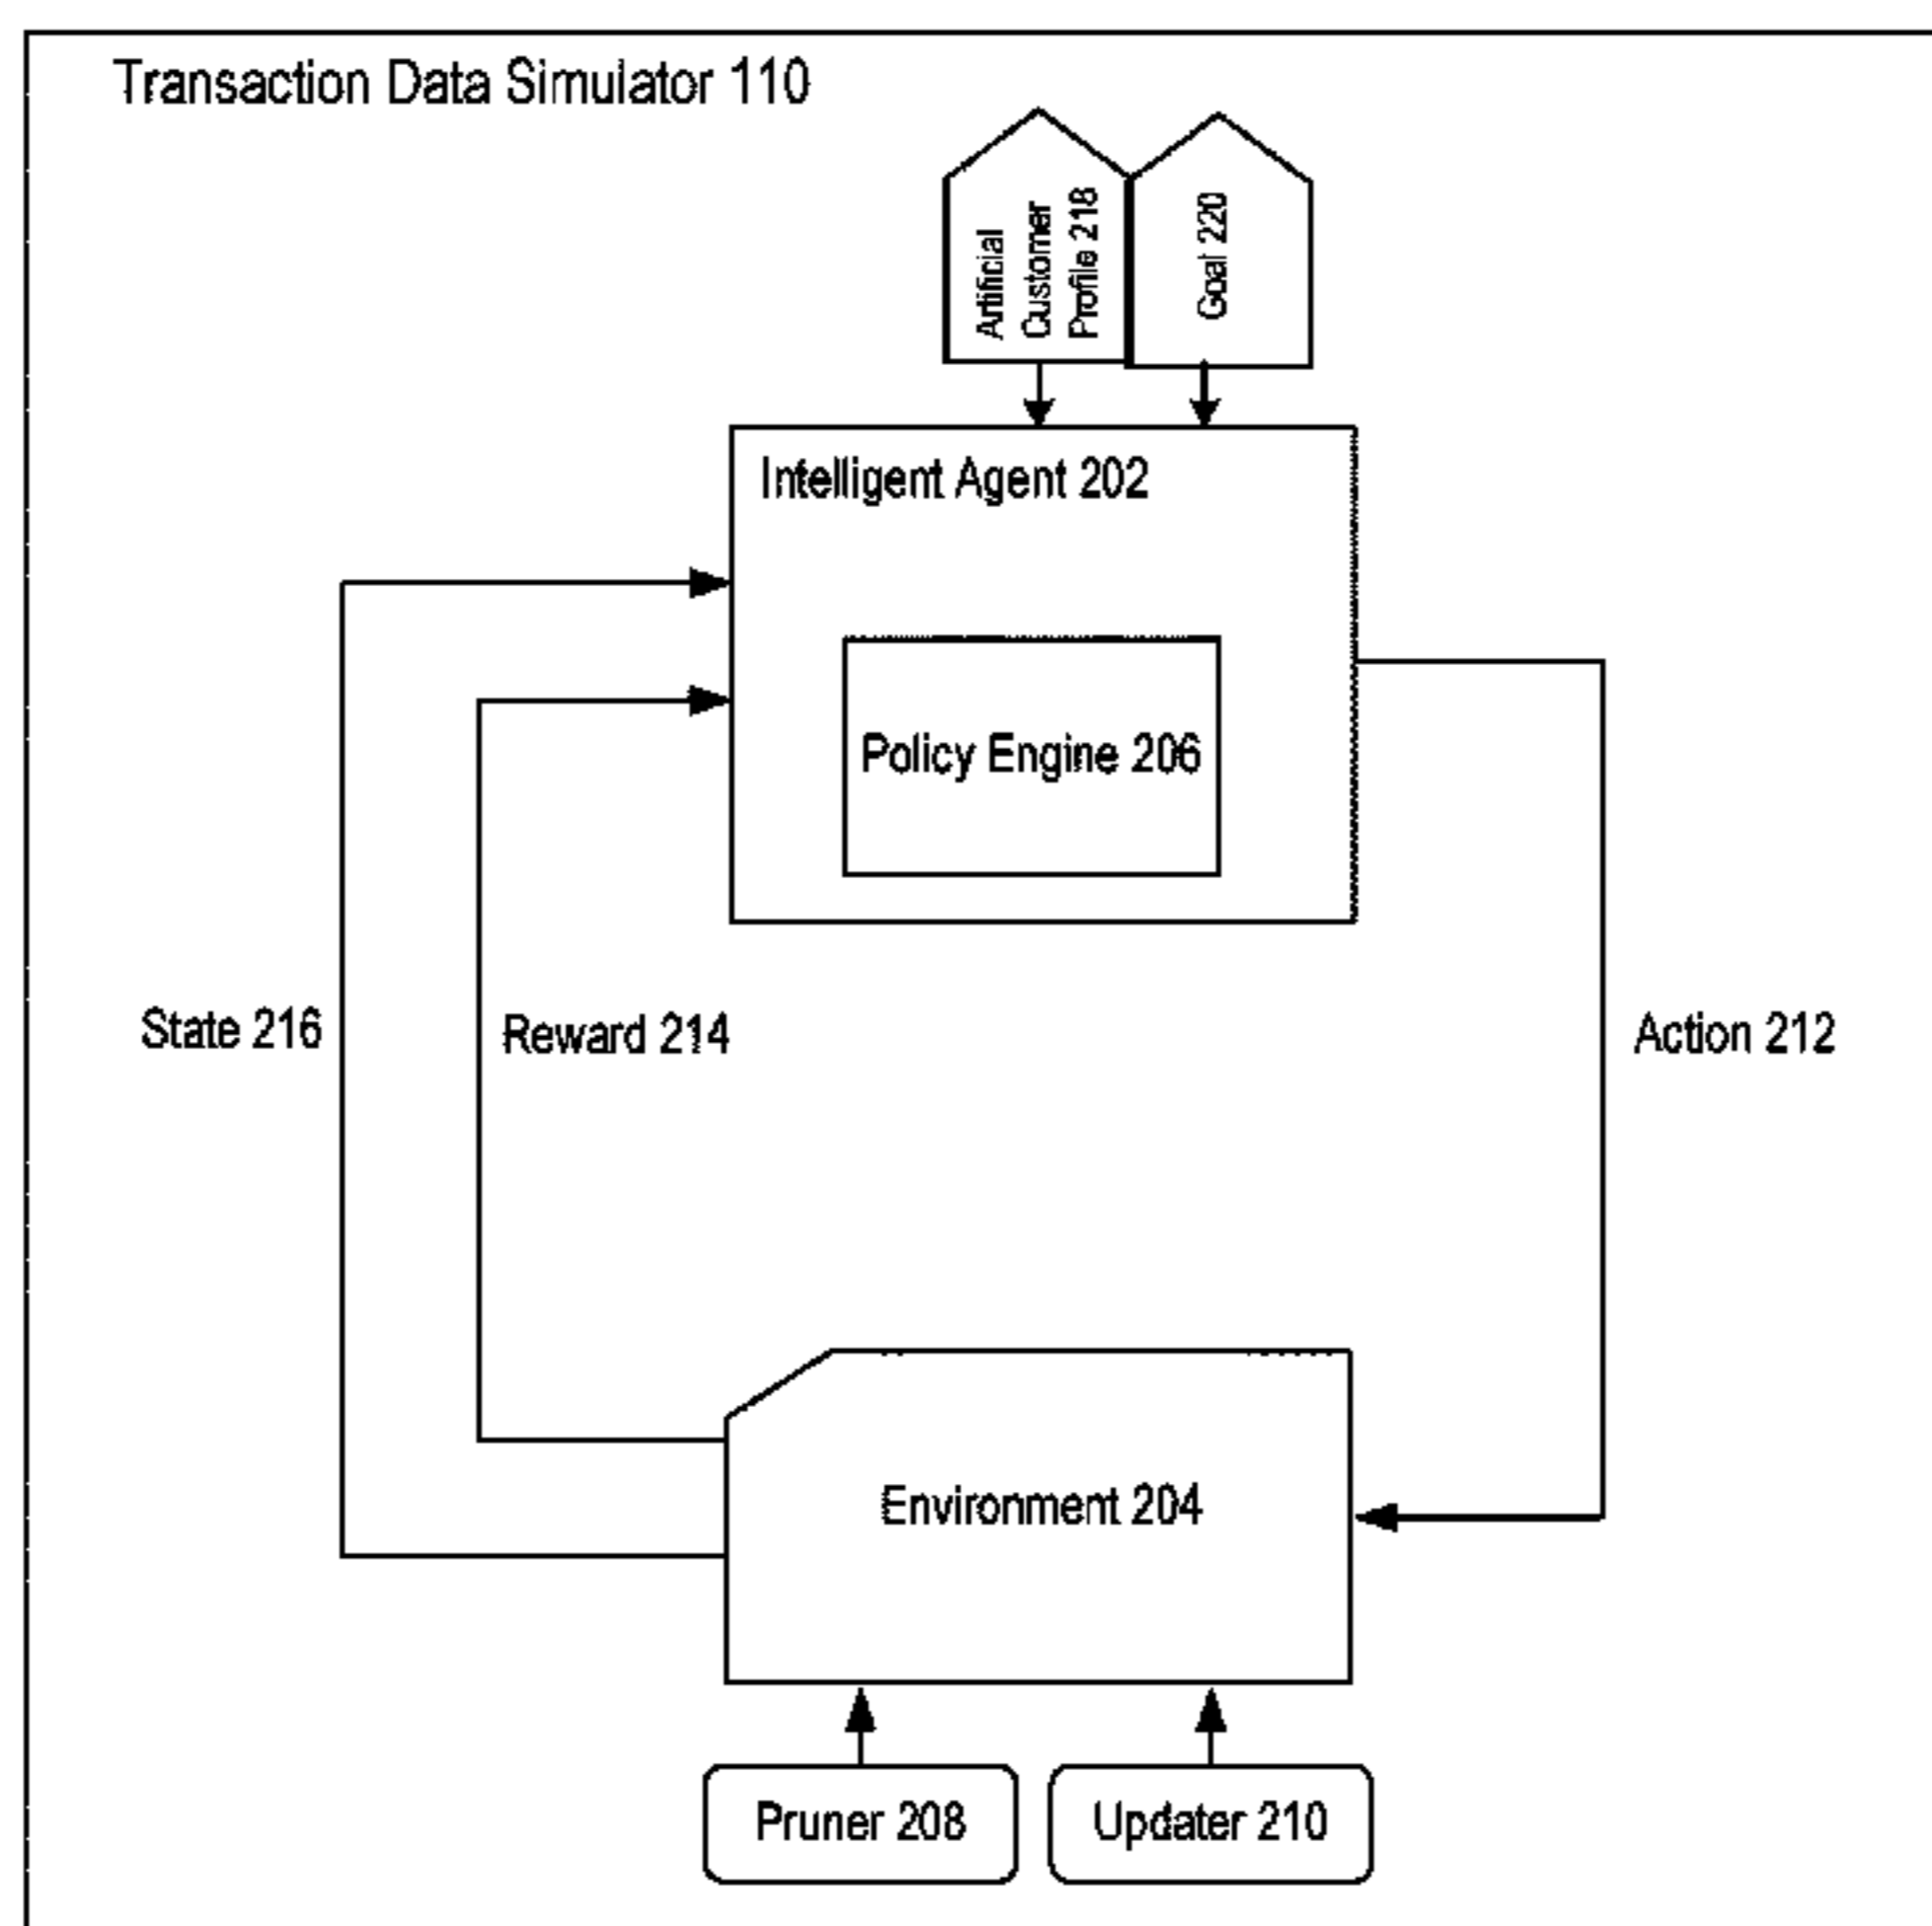 Transaction Data Simulator 110
Artificial
Customer
Profile 218
Goal 220
Intelligent Agent 202
Policy Engine 206
State 216
Reward 214
Action 212
Environment 204
Pruner 208
Updater 210